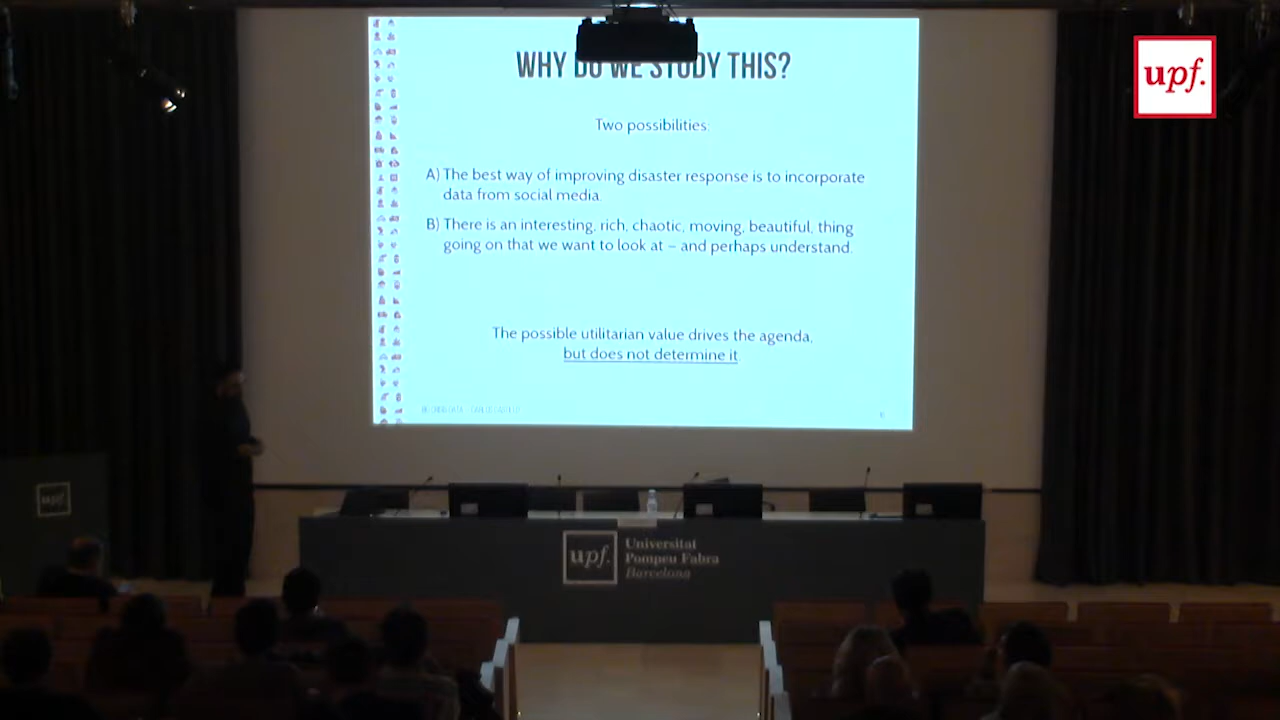 WHY DO WE STUDY THIS?
upf.
Two possibilities:
A) The best way of improving disaster response is to incorporate
data from social media.
B) There is an interesting, rich, chaotic, moving, beautiful, thing
going on that we want to look at – and perhaps understand.
The possible utilitarian value drives the agenda,
but does not determine it.
upf.
upf.
Universitat
Pompeu Fabra
Barcelona